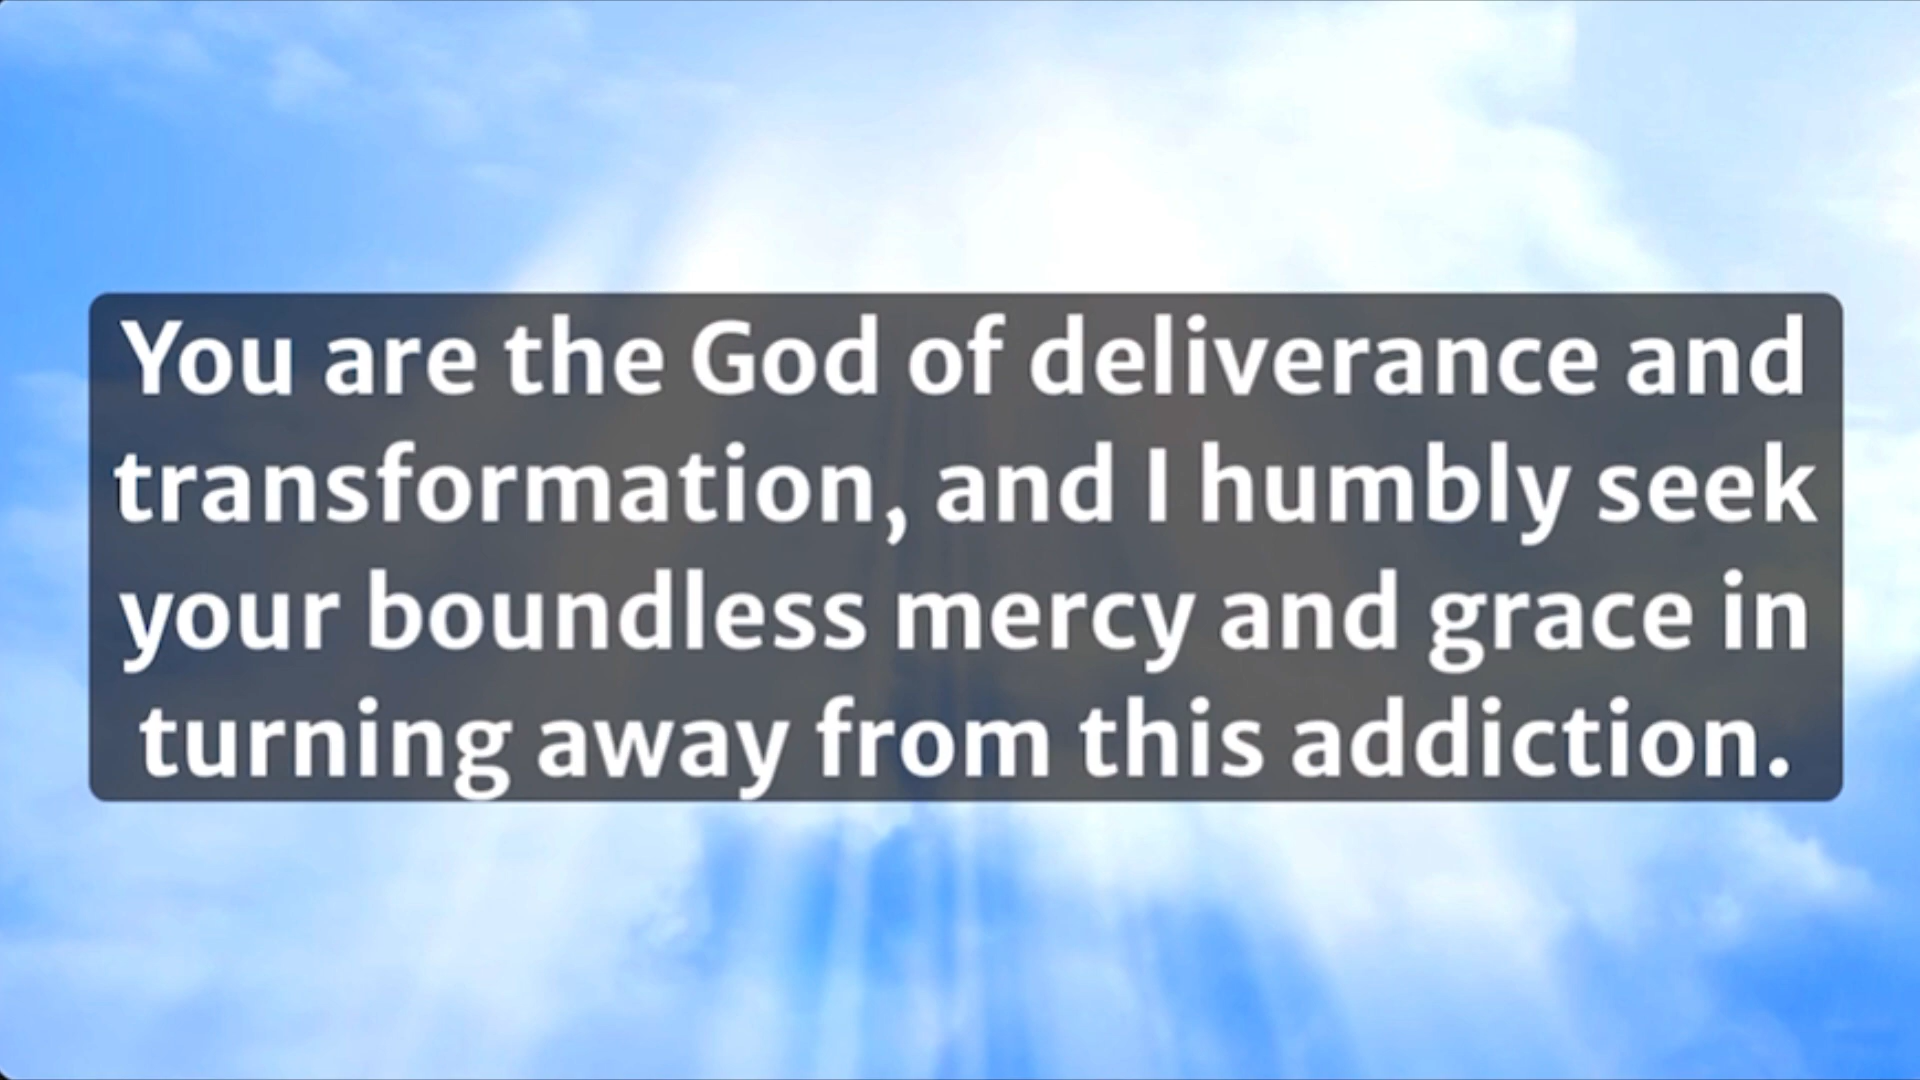 You are the God of deliverance and
transformation, and I humbly seek
your boundless mercy and grace in
turning away from this addiction.